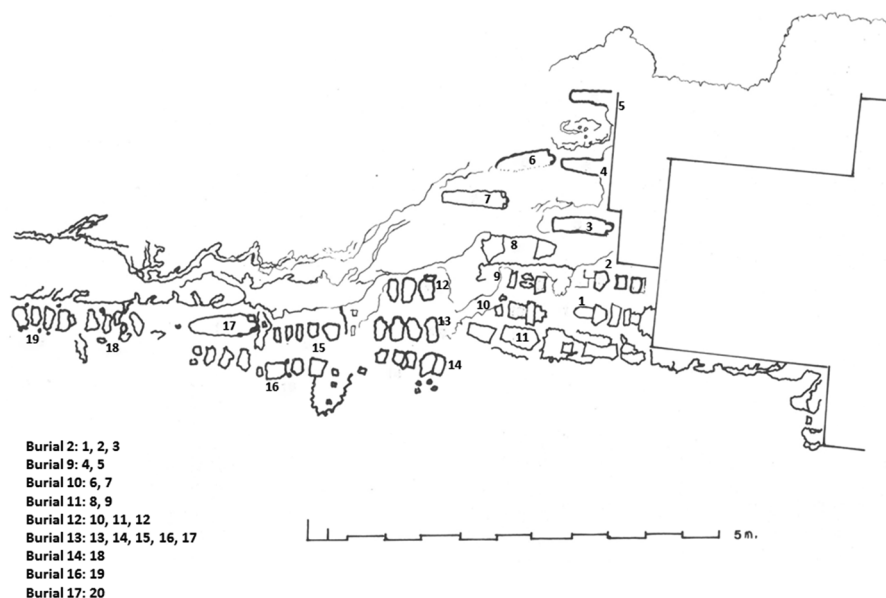 5
6
4
7
3
8
2
9
12
10
1
13
17
11
19
18
15
14
16
Burial 2: 1, 2, 3
Burial 9: 4, 5
Burial 10: 6, 7
Burial 11: 8, 9
Burial 12: 10, 11, 12
Burial 13: 13, 14, 15, 16, 17
Burial 14: 18
Burial 16: 19
Burial 17: 20
5 m.